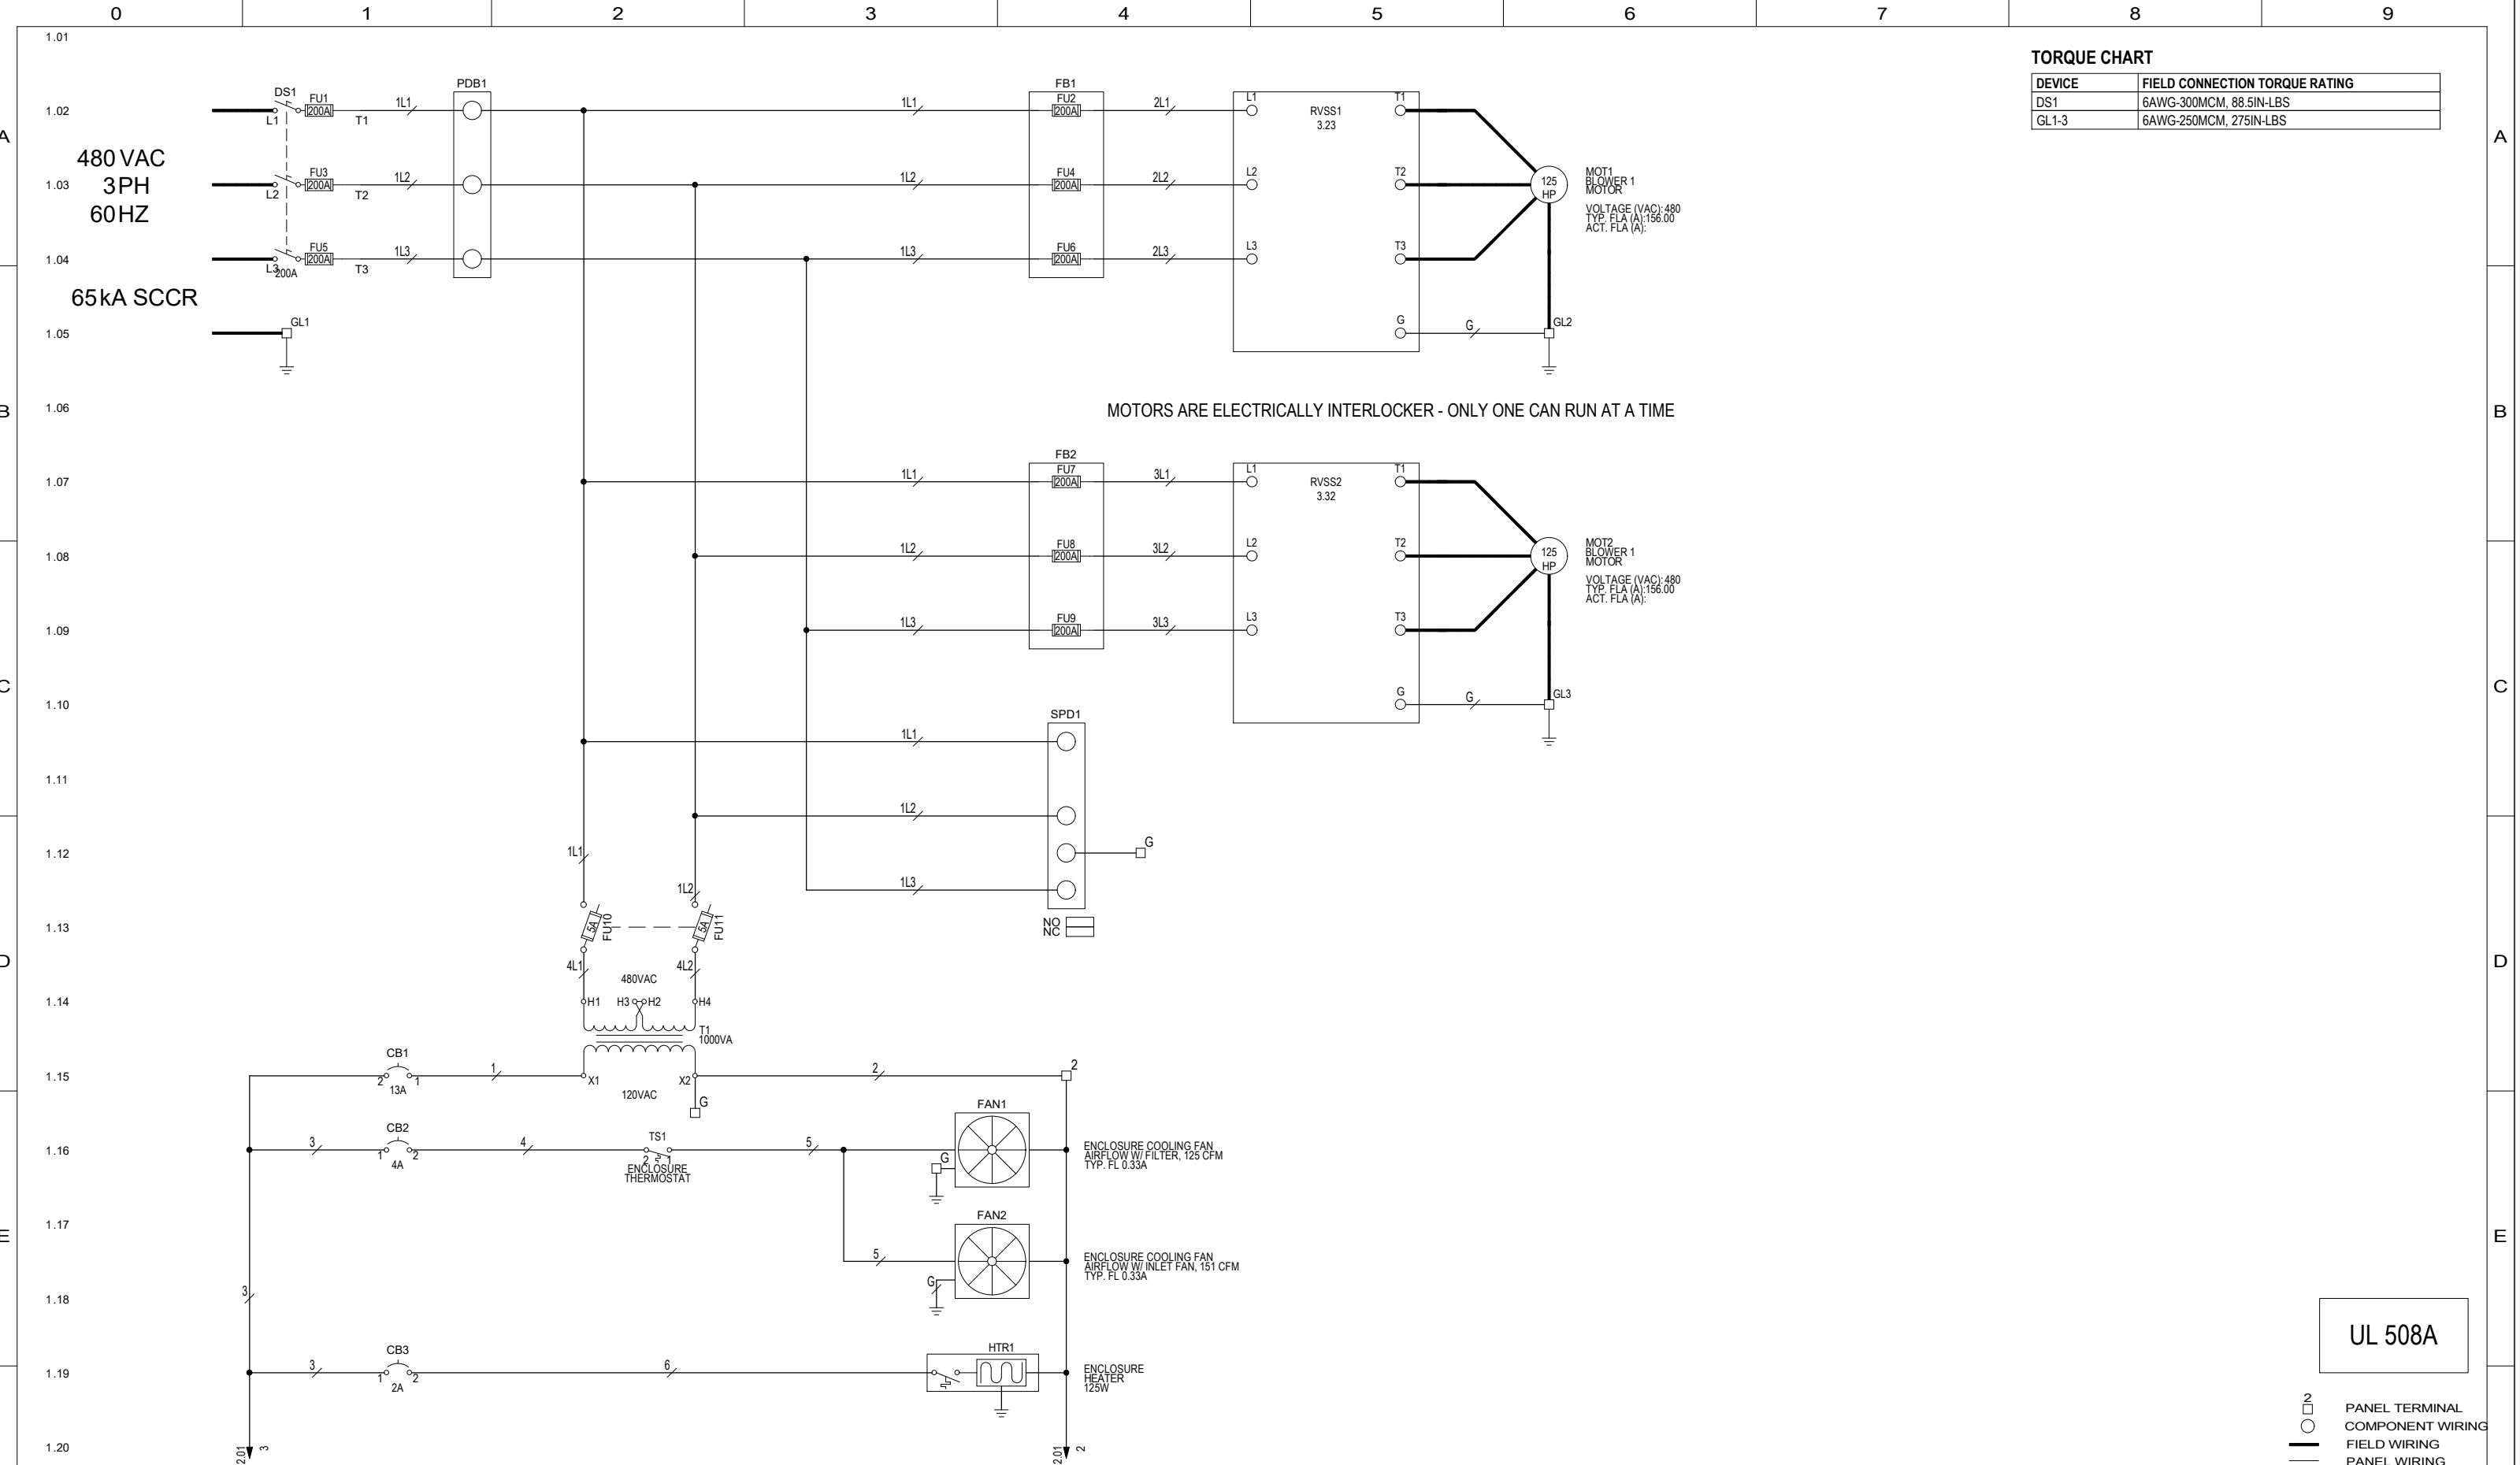 0 1 2 3 4 5 6 7 8 9
1.01
TORQUE CHART
DEVICE FIELD CONNECTION TORQUE RATING
DS1 6AWG-300MCM, 88.5IN-LBS
GL1-3 6AWG-250MCM, 275IN-LBS
DS1 PDB1 FB1
1.02 L1 FU1 200A T1 1L1 1L1 FU2 200A 2L1 L1 RVSS1 T1
3.23
A A
480 VAC
3PH
60HZ
1.03 L2 FU3 200A T2 1L2 1L2 FU4 200A 2L2 L2 T2 125 HP
MOT1
BLOWER 1
MOTOR
VOLTAGE (VAC): 480
TYP. FLA (A):156.00
ACT. FLA (A):
1.04 L3 200A FU5 200A T3 1L3 1L3 FU6 200A 2L3 L3 T3
65kA SCCR
1.05 GL1 G G GL2
B 1.06 MOTORS ARE ELECTRICALLY INTERLOCKER - ONLY ONE CAN RUN AT A TIME B
FB2
1.07 1L1 FU7 200A 3L1 L1 RVSS2 T1
3.32
1.08 1L2 FU8 200A 3L2 L2 T2 125 HP
MOT2
BLOWER 1
MOTOR
VOLTAGE (VAC): 480
TYP. FLA (A):156.00
ACT. FLA (A):
1.09 1L3 FU9 200A 3L3 L3 T3
C C
1.10 G G GL3
SPD1
1L1
1.11
1L2
1.12 1L1 G
1L2 1L3
1.13 .5A FU10 .5A FU11
NO
NC
D 4L1 4L2 D
480VAC
1.14 H1 H3 H2 H4
T1
1000VA
CB1
1.15 2 1 1 X1 X2 2 2
13A
120VAC
G
CB2 TS1 FAN1
1.16 3 1 2 4 2 1 5 G
4A
ENCLOSURE
THERMOSTAT
ENCLOSURE COOLING FAN
AIRFLOW W/ FILTER, 125 CFM
TYP. FL 0.33A
1.17 FAN2
E 5 E
G
ENCLOSURE COOLING FAN
AIRFLOW W/ INLET FAN, 151 CFM
TYP. FL 0.33A
1.18 3
UL 508A
CB3 HTR1
1.19 3 1 2 6
2A
ENCLOSURE
HEATER
125W
2 PANEL TERMINAL
COMPONENT WIRING
FIELD WIRING
PANEL WIRING
1.20 2.01 3 2.01 2